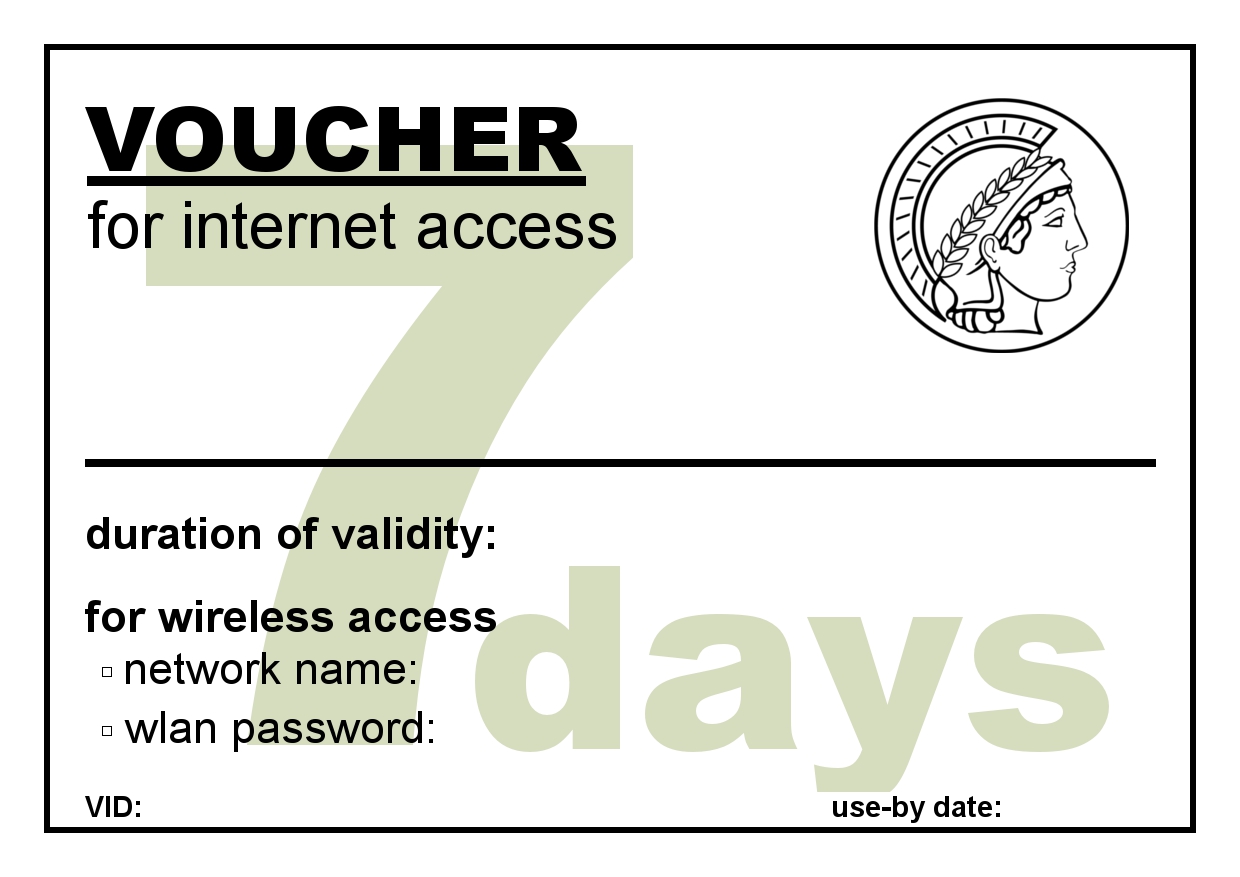 VOUCHER
for internet access
7 days
duration of validity:
for wireless access
▫ network name:
▫ wlan password:
VID:
use-by date: